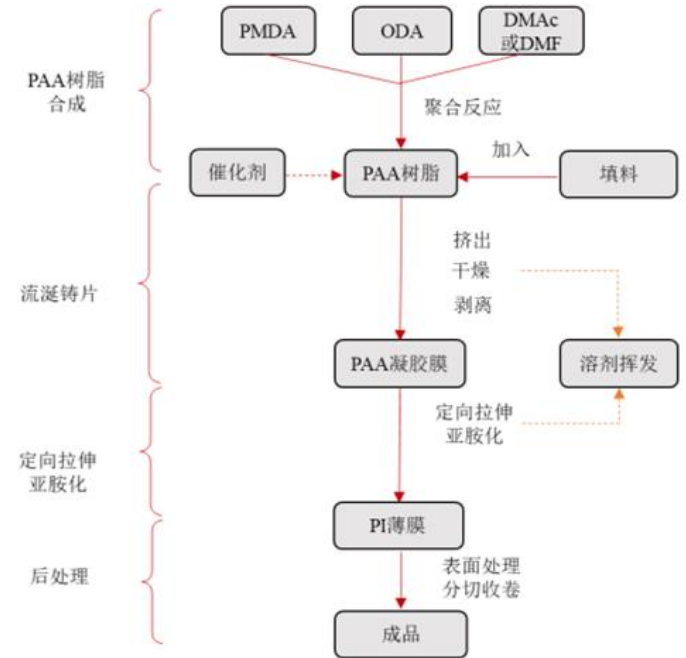 PMDA
ODA
DMAc
或DMF
PAA树脂
合成
聚合反应
催化剂
PAA树脂
加入
填料
挤出
干燥
剥离
流涎铸片
PAA凝胶膜
溶剂挥发
定向拉伸
亚胺化
定向拉伸
亚胺化
PI薄膜
后处理
表面处理
分切收卷
成品